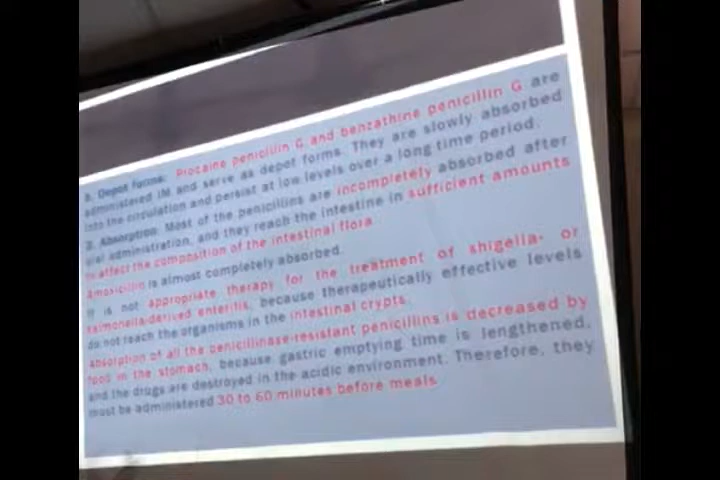 b. Depot forms: Procaine penicillin G and benzathine penicillin G are
administered IM and serve as depot forms. They are slowly absorbed
into the circulation and persist at low levels over a long time period.
2. Absorption: Most of the penicillins are incompletely absorbed after
oral administration, and they reach the intestine in sufficient amounts
to affect the composition of the intestinal flora.
Amoxicillin is almost completely absorbed.
It is not appropriate therapy for the treatment of shigella- or
salmonella-derived enteritis, because therapeutically effective levels
do not reach the organisms in the intestinal crypts.
Absorption of all the penicillinase-resistant penicillins is decreased by
food in the stomach, because gastric emptying time is lengthened,
and the drugs are destroyed in the acidic environment. Therefore, they
must be administered 30 to 60 minutes before meals